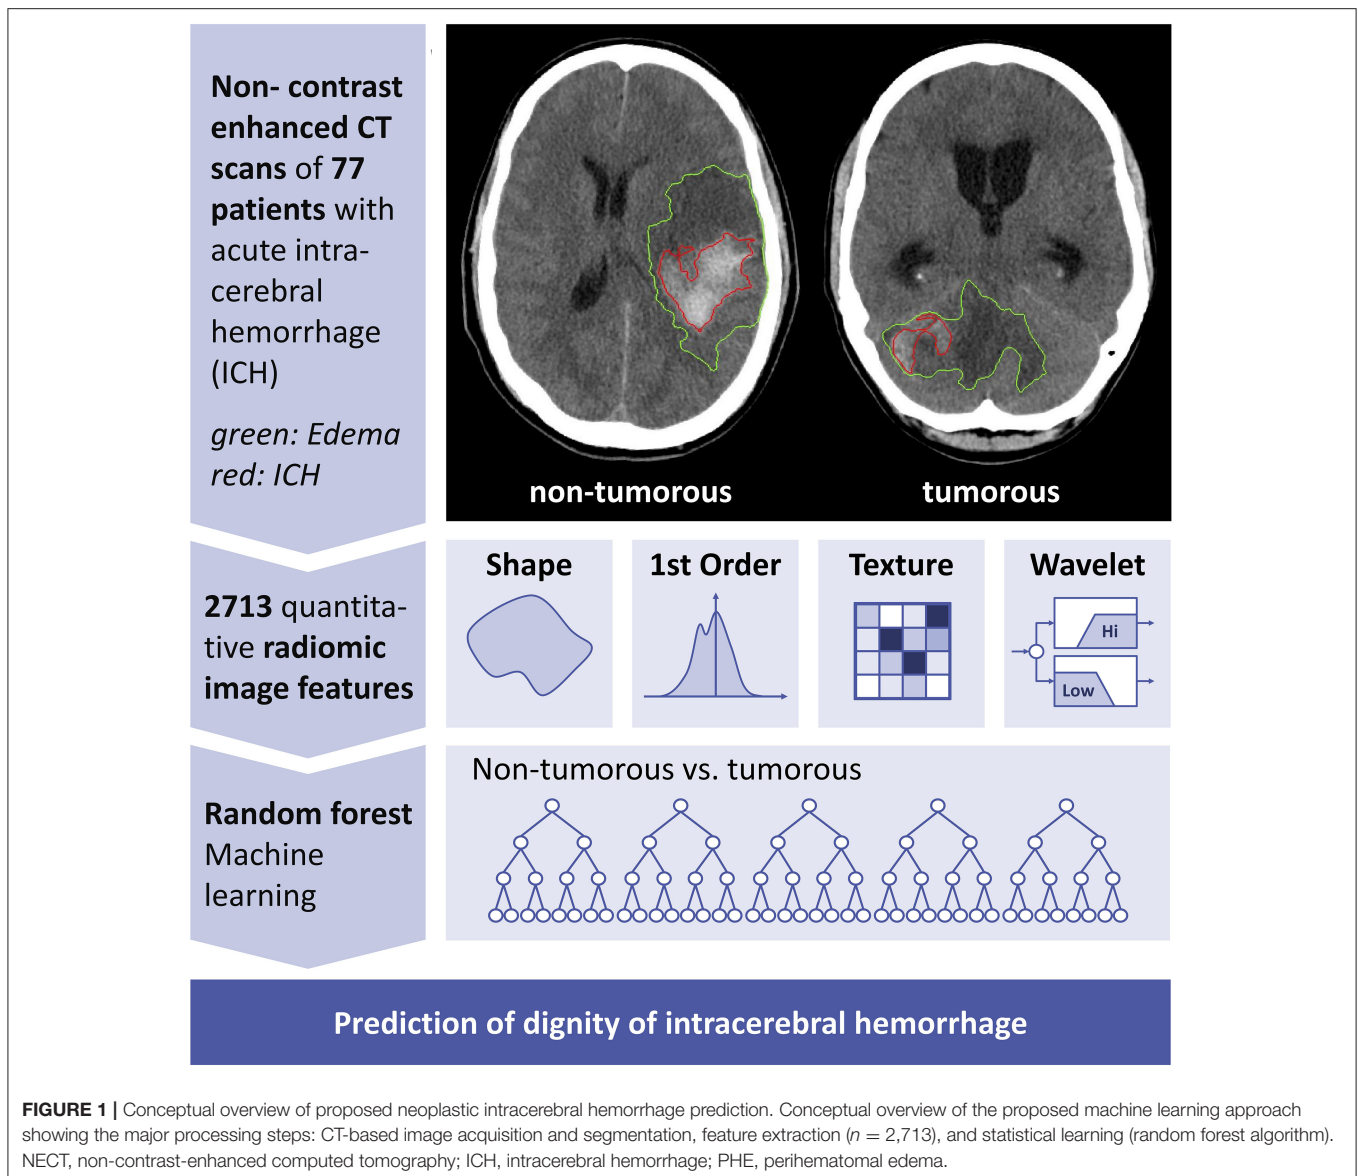 Non- contrast
enhanced CT
scans of 77
patients with
acute intra-
cerebral
hemorrhage
(ICH)
green: Edema
red: ICH
non-tumorous
tumorous
2713 quantita-
tive radiomic
image features
Shape
1st Order
Texture
Wavelet
Hi
Low
Random forest
Machine
learning
Non-tumorous vs. tumorous
Prediction of dignity of intracerebral hemorrhage
FIGURE 1 | Conceptual overview of proposed neoplastic intracerebral hemorrhage prediction. Conceptual overview of the proposed machine learning approach
showing the major processing steps: CT-based image acquisition and segmentation, feature extraction (n = 2,713), and statistical learning (random forest algorithm).
NECT, non-contrast-enhanced computed tomography; ICH, intracerebral hemorrhage; PHE, perihematomal edema.